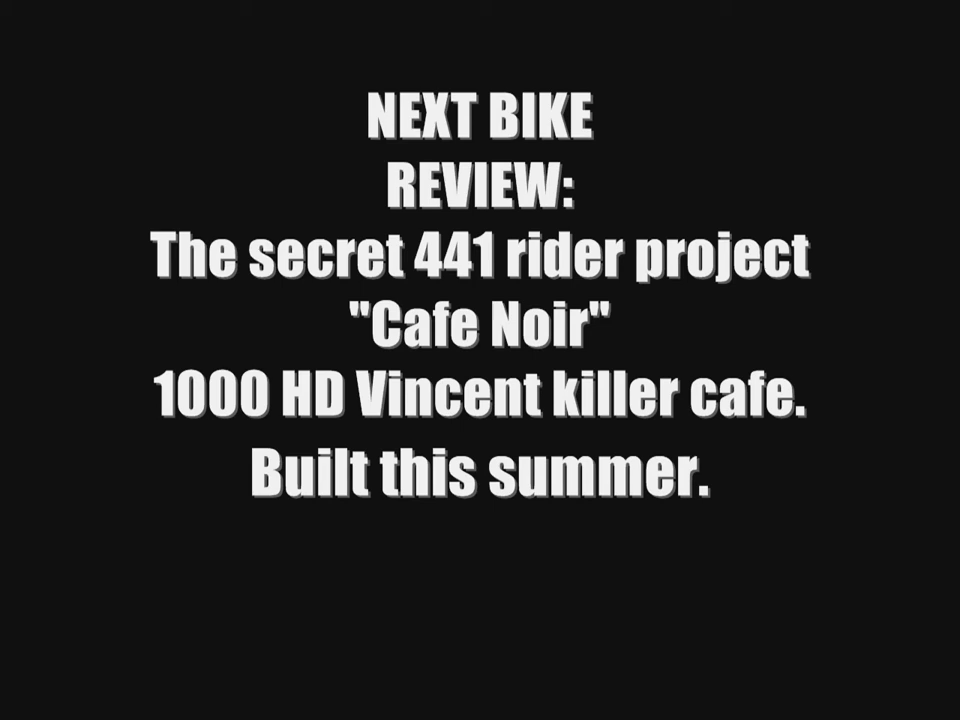 NEXT BIKE
REVIEW:
The secret 441 rider project
"Cafe Noir"
1000 HD Vincent killer cafe.
Built this summer.